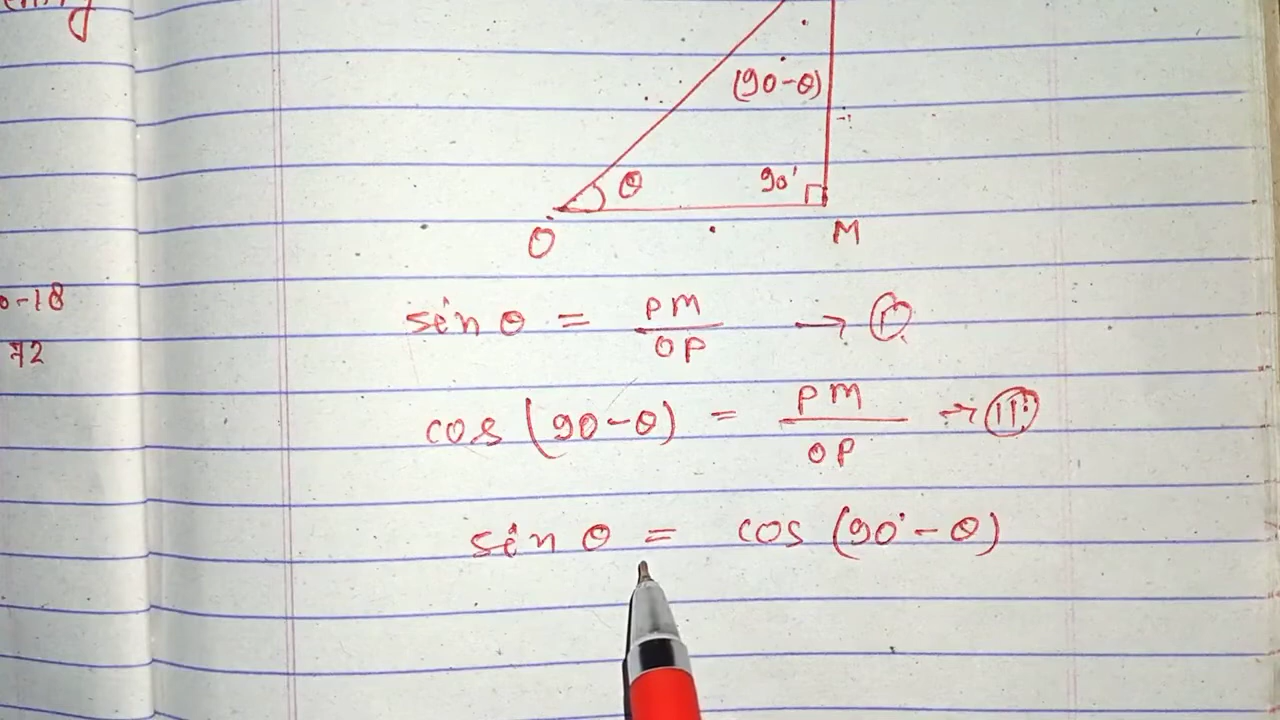 (90-θ)
θ
90°
O
M
0-18
72
sin θ = PM/OP → (I)
cos (90-θ) = PM/OP → (II)
sin θ = cos (90°-θ)